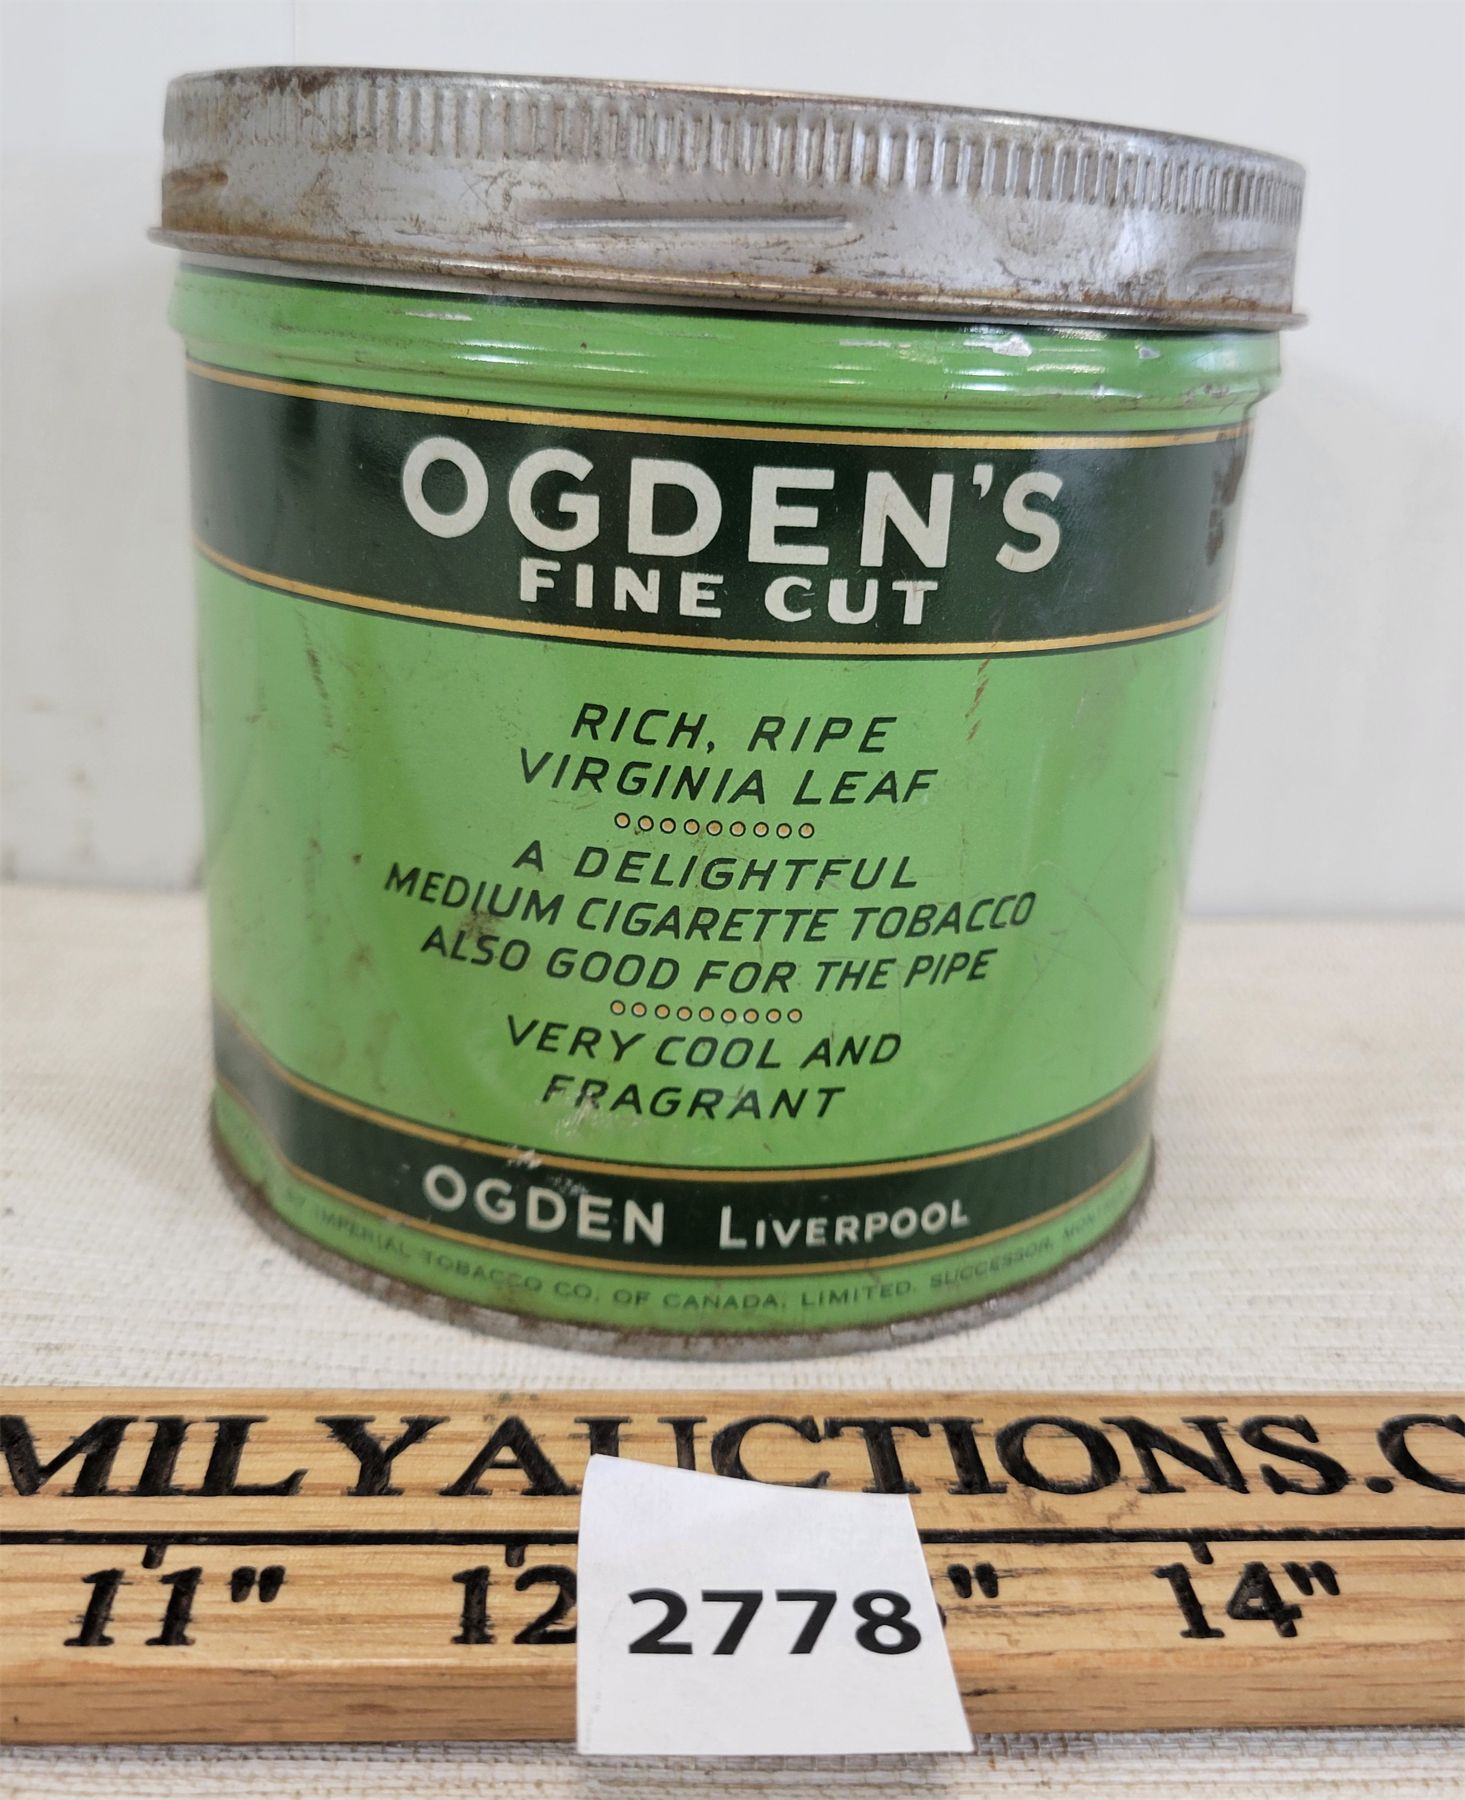 OGDEN'S
FINE CUT
RICH, RIPE
VIRGINIA LEAF
A DELIGHTFUL
MEDIUM CIGARETTE TOBACCO
ALSO GOOD FOR THE PIPE
VERY COOL AND
FRAGRANT
OGDEN LIVERPOOL
BY IMPERIAL TOBACCO CO. OF CANADA, LIMITED. SUCCESSOR,
MILYAUCTIONS.C
11" 12 " 14"
2778